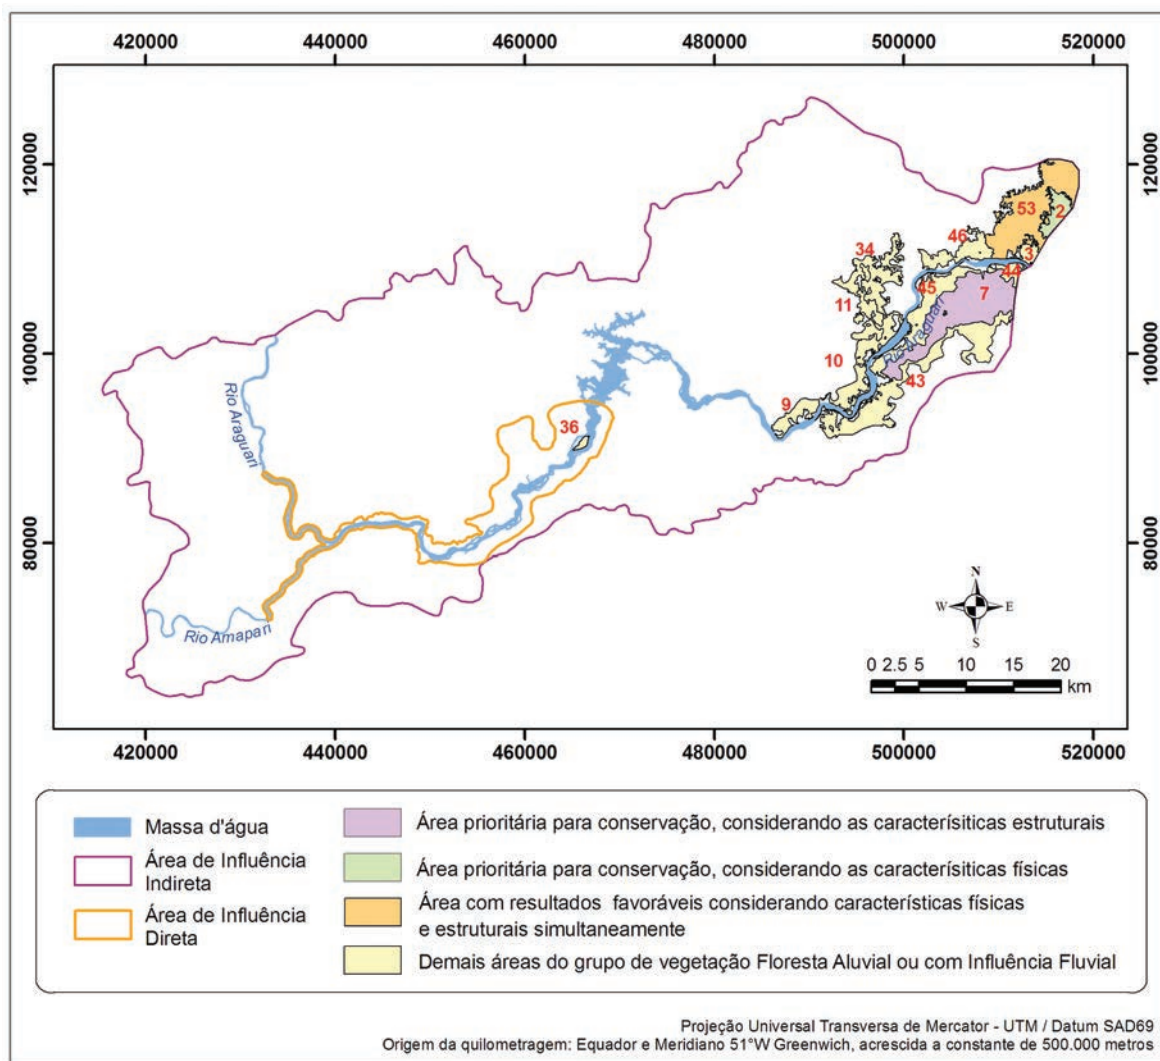 420000 440000 460000 480000 500000 520000
120000 120000
53
2
46
34
3
44
45
7
11
Rio Araguari
100000 100000
10
43
9
Rio Araguari
36
80000 80000
N
W E
S
Rio Amapari
0 2.5 5 10 15 20
km
420000 440000 460000 480000 500000 520000
Massa d'água
Área de Influência
Indireta
Área de Influência
Direta
Área prioritária para conservação, considerando as caracterísiticas estruturais
Área prioritária para conservação, considerando as caracterísiticas físicas
Área com resultados favoráveis considerando características físicas
e estruturais simultaneamente
Demais áreas do grupo de vegetação Floresta Aluvial ou com Influência Fluvial
Projeção Universal Transversa de Mercator - UTM / Datum SAD69
Origem da quilometragem: Equador e Meridiano 51°W Greenwich, acrescida a constante de 500.000 metros